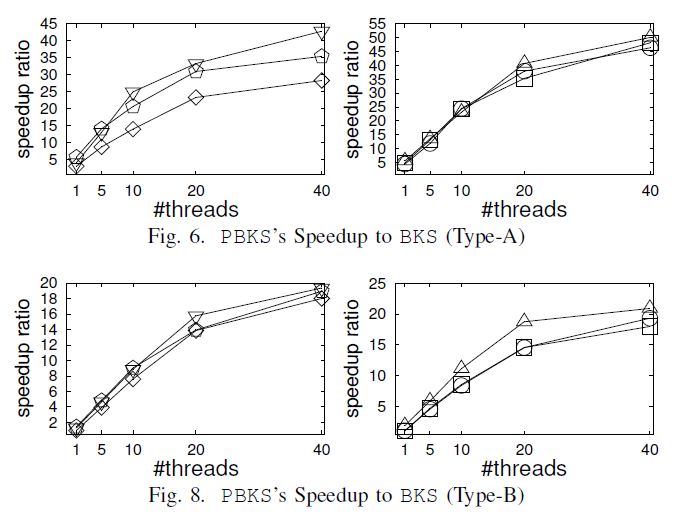 speedup ratio
45
40
35
30
25
20
15
10
5
1 5 10 20 40
#threads
speedup ratio
55
50
45
40
35
30
25
20
15
10
5
1 5 10 20 40
#threads
Fig. 6. PBKS's Speedup to BKS (Type-A)
speedup ratio
20
18
16
14
12
10
8
6
4
2
1 5 10 20 40
#threads
speedup ratio
25
20
15
10
5
1 5 10 20 40
#threads
Fig. 8. PBKS's Speedup to BKS (Type-B)